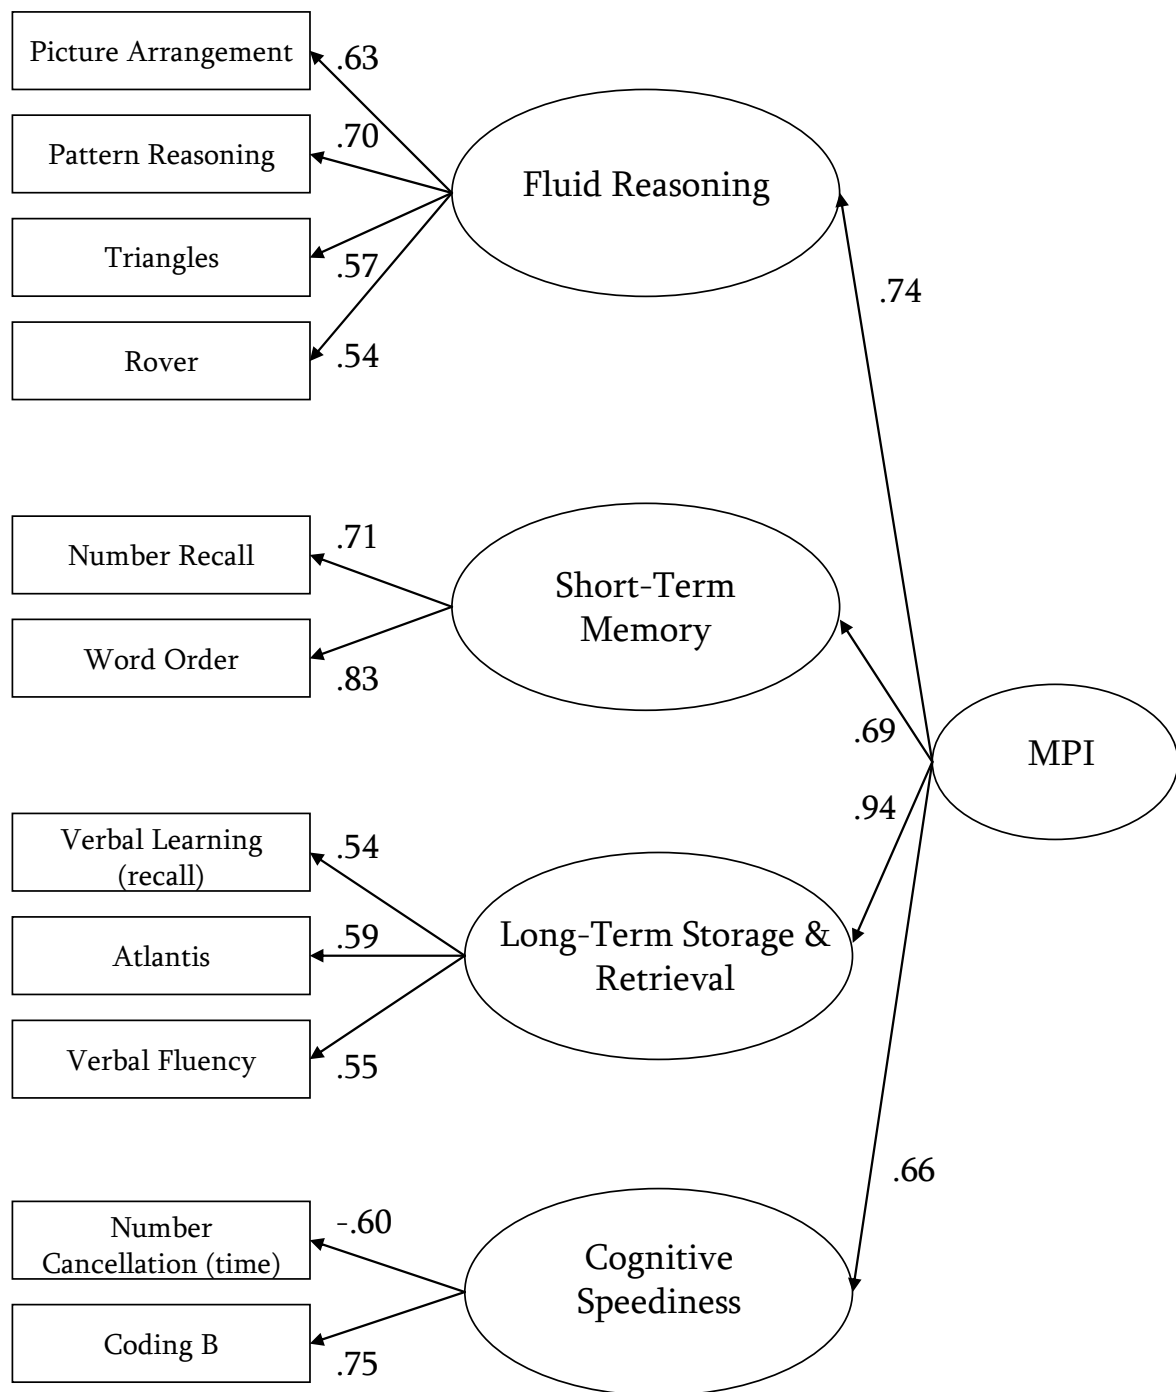 Picture Arrangement
.63
Pattern Reasoning
.70
Triangles
.57
Rover
.54
Fluid Reasoning
.74
Number Recall
.71
Word Order
.83
Short-Term
Memory
.69
MPI
.94
Verbal Learning
(recall)
.54
Atlantis
.59
Verbal Fluency
.55
Long-Term Storage &
Retrieval
.66
Number
Cancellation (time)
-.60
Coding B
.75
Cognitive
Speediness